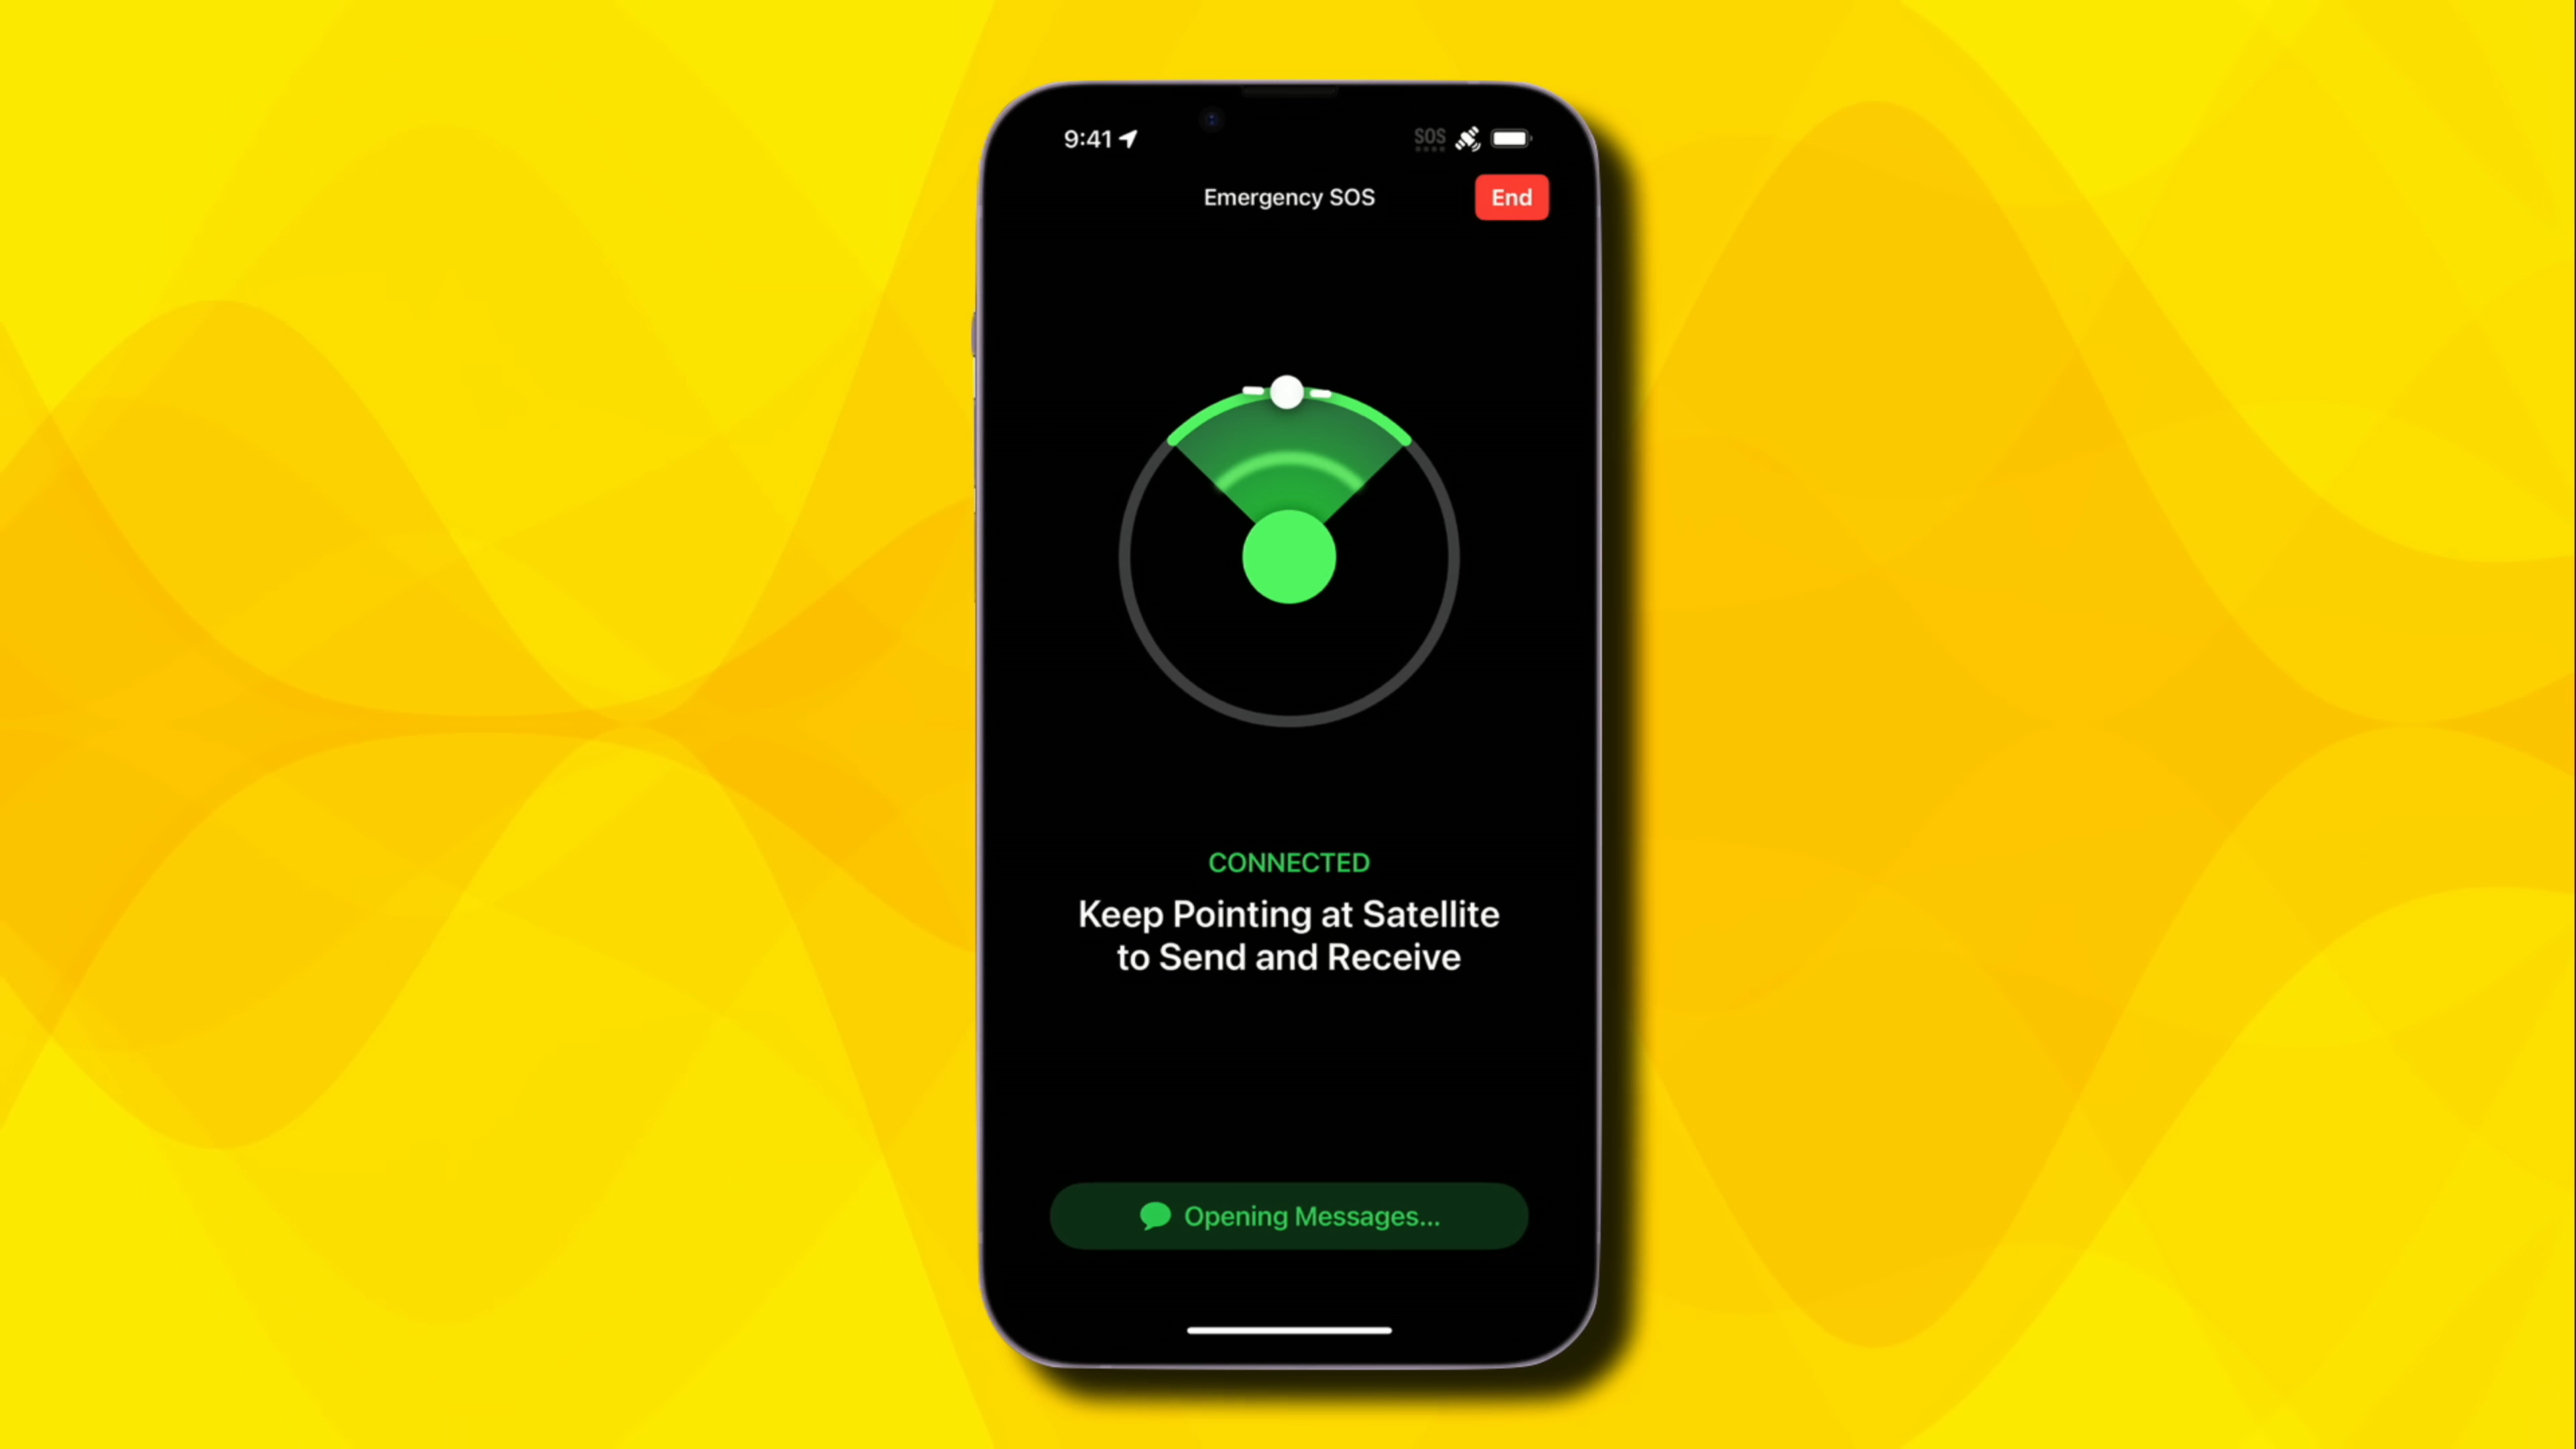 9:41
SOS
Emergency SOS
End
CONNECTED
Keep Pointing at Satellite
to Send and Receive
Opening Messages...